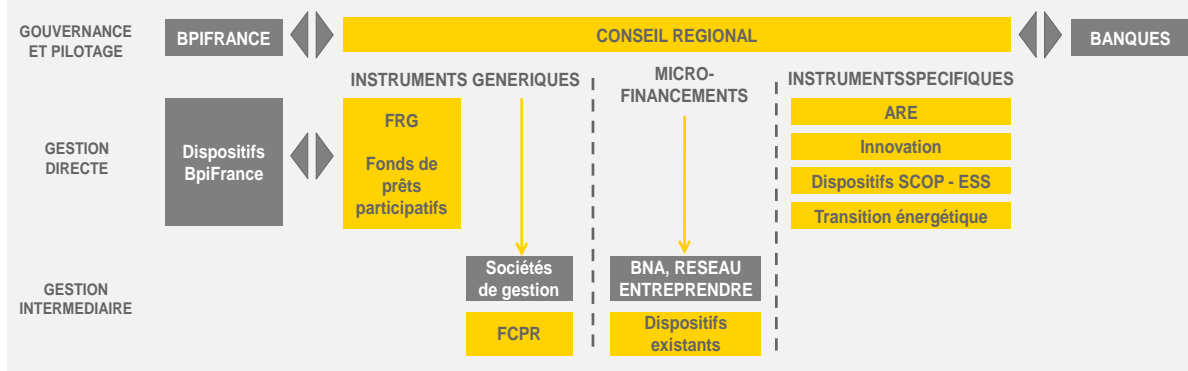 GOUVERNANCE
ET PILOTAGE
BPIFRANCE
CONSEIL REGIONAL
BANQUES
INSTRUMENTS GENERIQUES
MICRO-
FINANCEMENTS
INSTRUMENTSSPECIFIQUES
GESTION
DIRECTE
Dispositifs
BpiFrance
FRG
Fonds de
prêts
participatifs
ARE
Innovation
Dispositifs SCOP - ESS
Transition énergétique
GESTION
INTERMEDIAIRE
Sociétés
de gestion
FCPR
BNA, RESEAU
ENTREPRENDRE
Dispositifs
existants